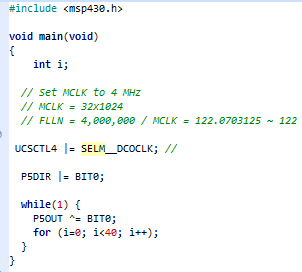 #include <msp430.h>
void main(void)
{
int i;
// Set MCLK to 4 MHz
// MCLK = 32x1024
// FLLN = 4,000,000 / MCLK = 122.0703125 ~ 122
UCSCTL4 |= SELM__DCOCLK; //
P5DIR |= BIT0;
while(1) {
P5OUT ^= BIT0;
for (i=0; i<40; i++);
}
}